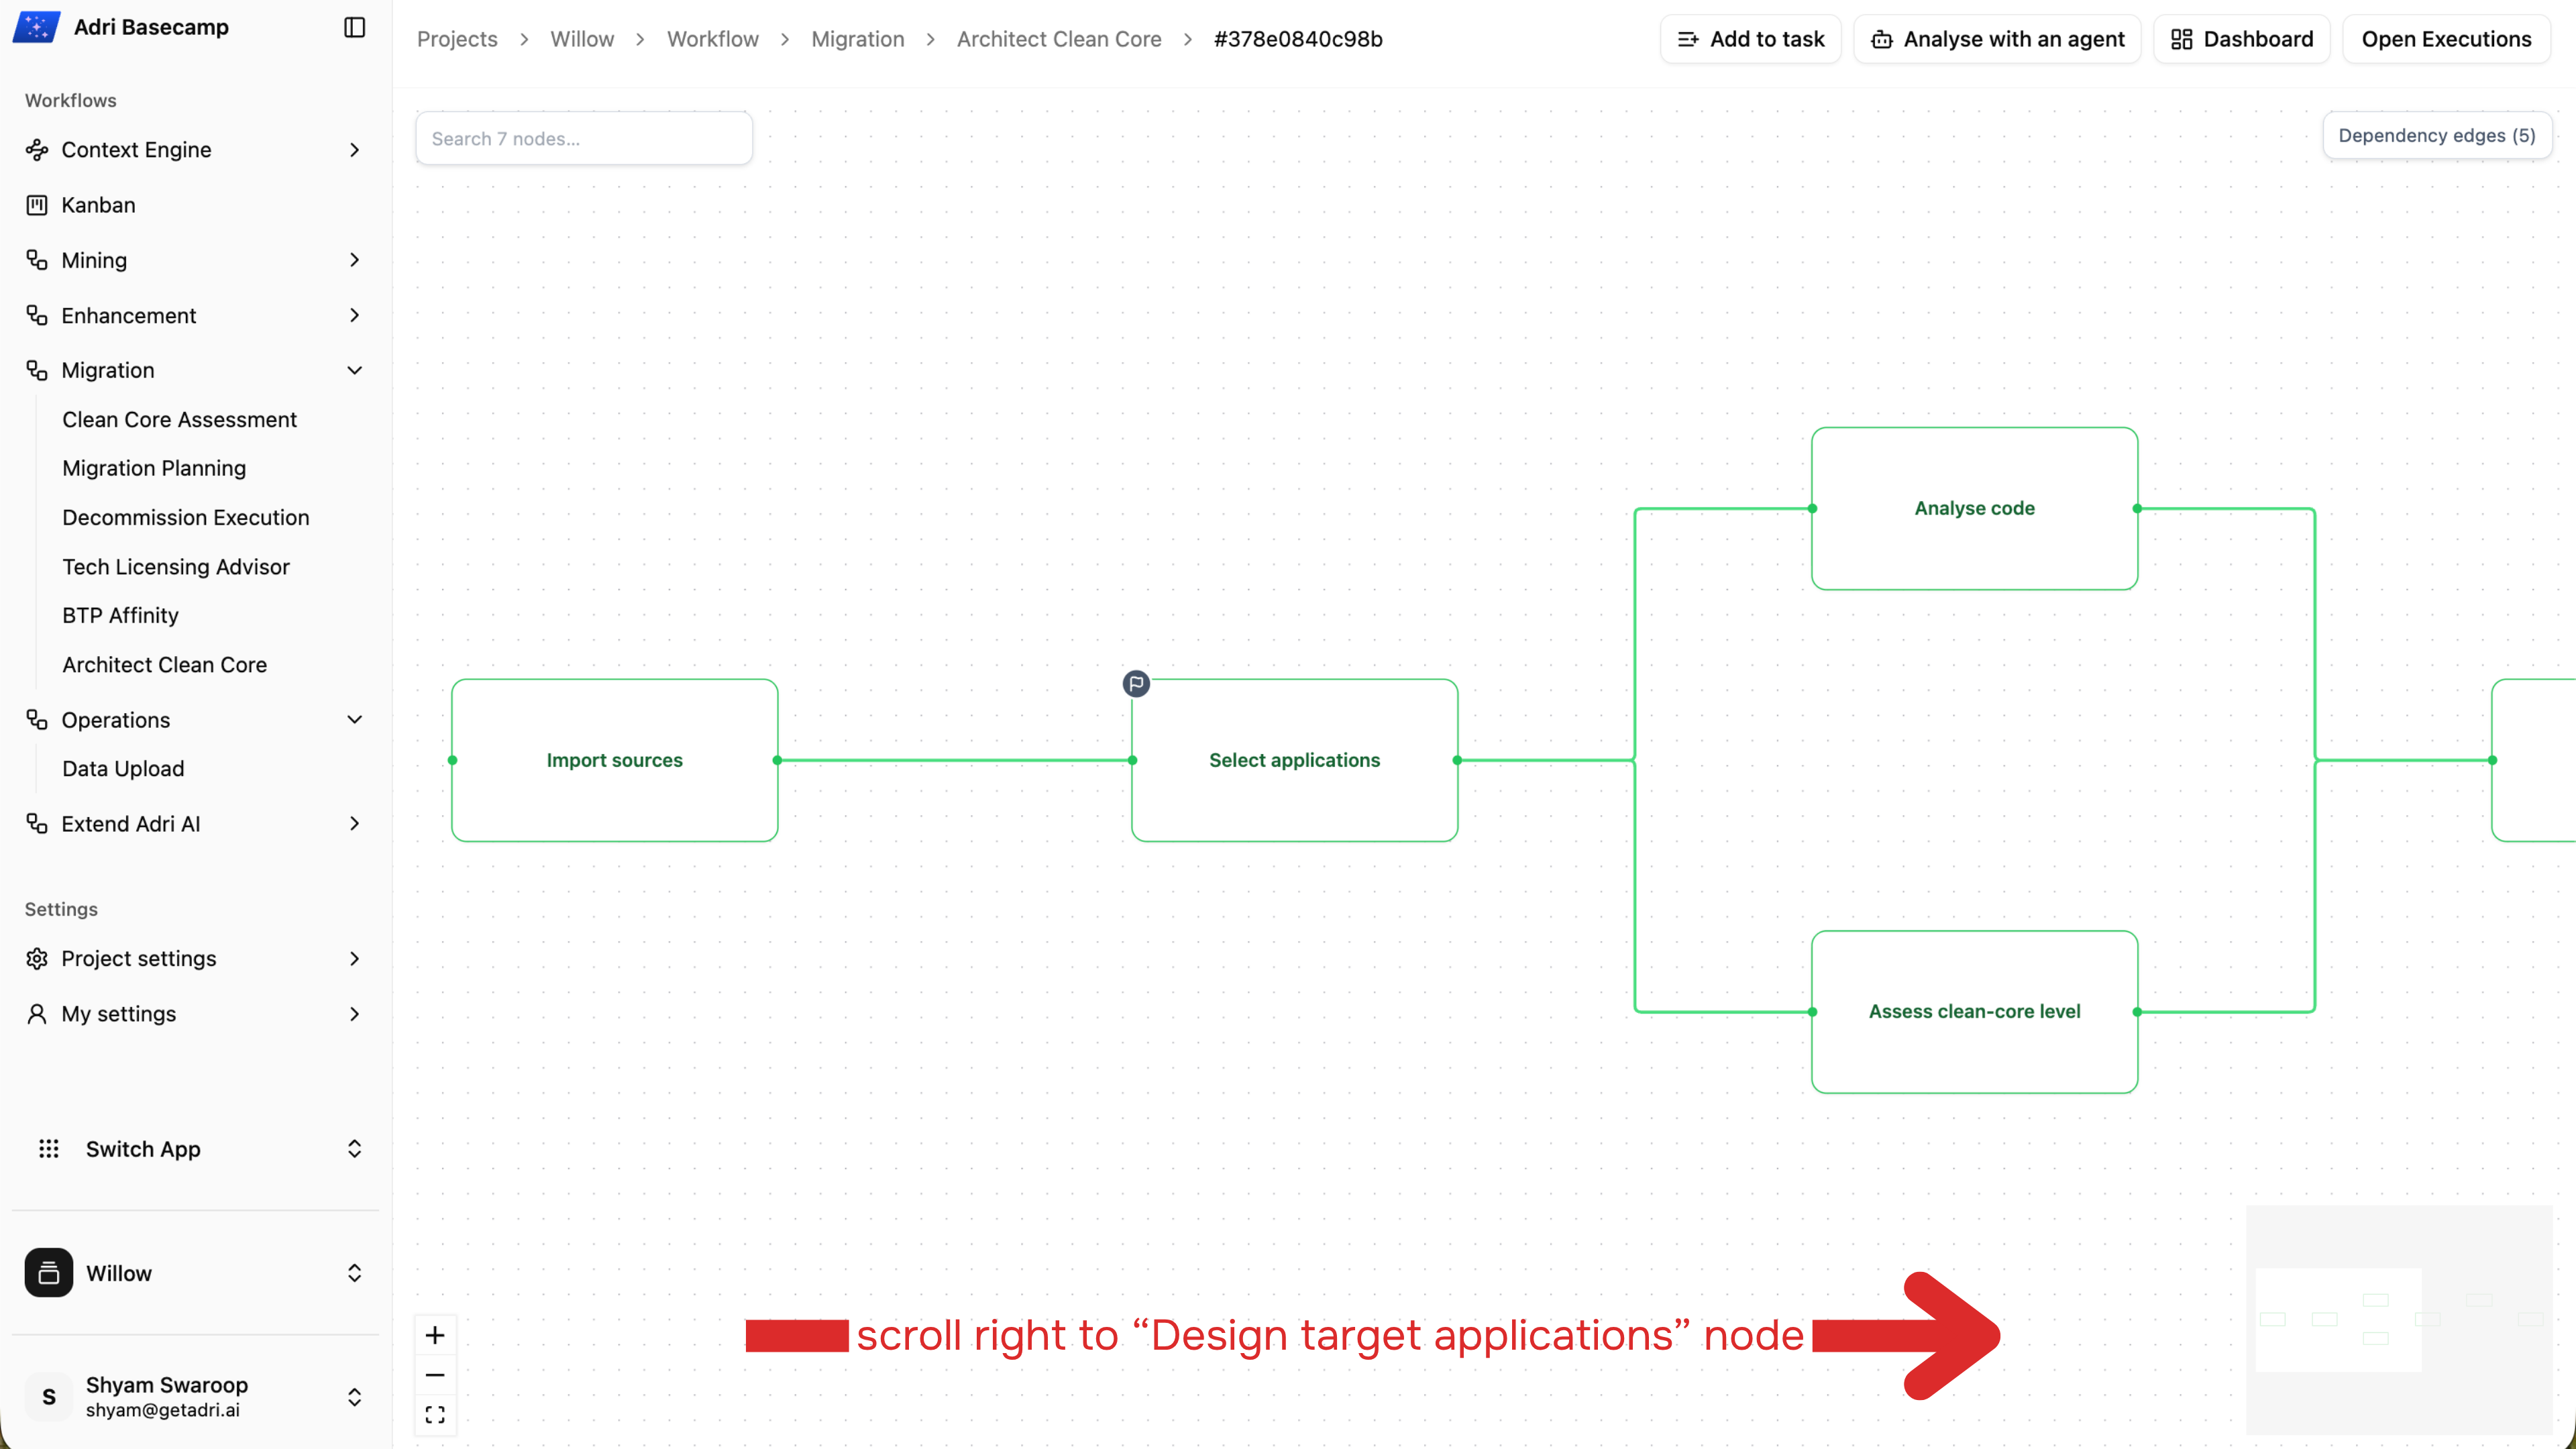 Adri Basecamp
Workflows
Context Engine
Kanban
Mining
Enhancement
Migration
Clean Core Assessment
Migration Planning
Decommission Execution
Tech Licensing Advisor
BTP Affinity
Architect Clean Core
Operations
Data Upload
Extend Adri AI
Settings
Project settings
My settings
Switch App
Willow
S
Shyam Swaroop
shyam@getadri.ai
Projects > Willow > Workflow > Migration > Architect Clean Core > #378e0840c98b
Add to task
Analyse with an agent
Dashboard
Open Executions
Search 7 nodes...
Dependency edges (5)
Import sources
Select applications
Analyse code
Assess clean-core level
scroll right to “Design target applications” node